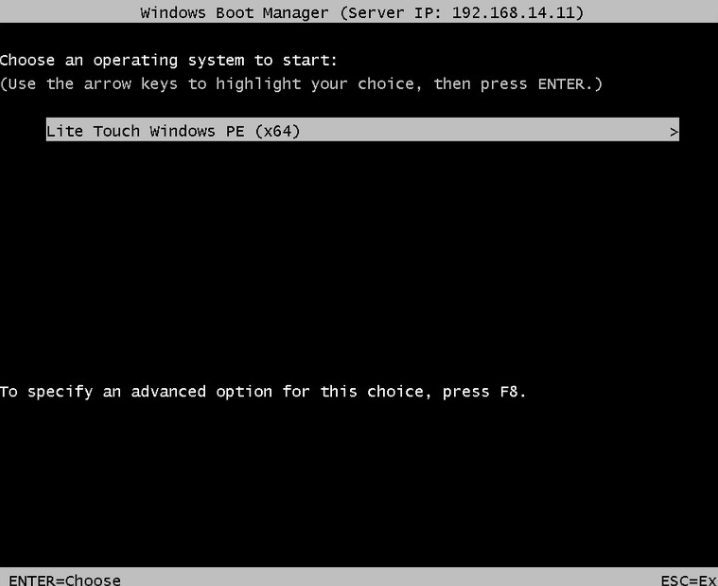 Windows Boot Manager (Server IP: 192.168.14.11)
Choose an operating system to start:
(Use the arrow keys to highlight your choice, then press ENTER.)
Lite Touch Windows PE (x64) >
To specify an advanced option for this choice, press F8.
ENTER=Choose ESC=Ex